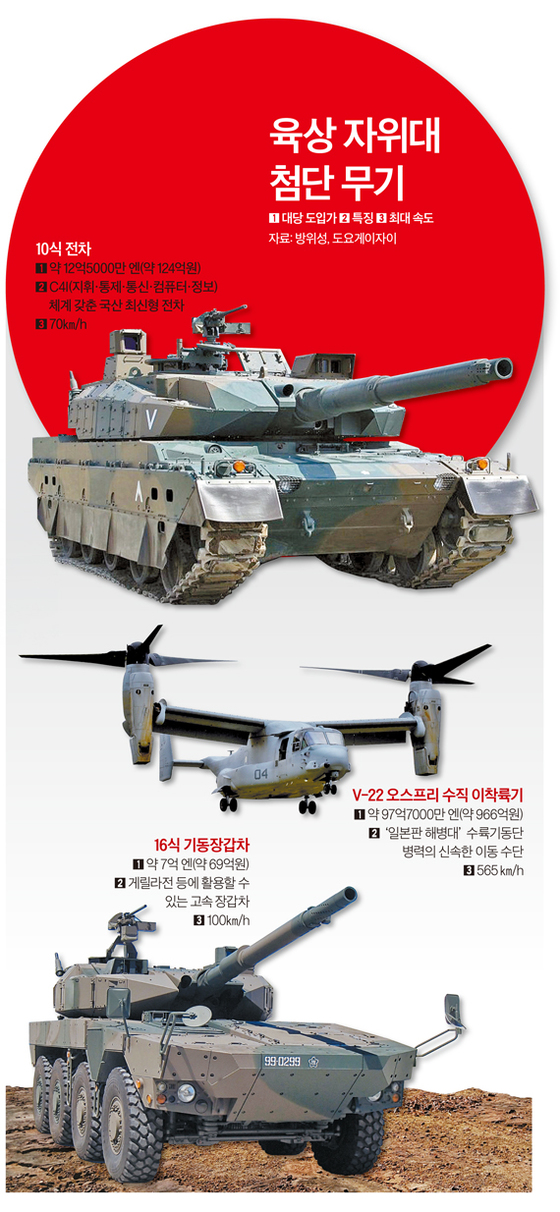 육상 자위대
첨단 무기
1 대당 도입가 2 특징 3 최대 속도
자료: 방위성, 도요게이자이
10식 전차
1 약 12억5000만 엔(약 124억원)
2 C4I(지휘·통제·통신·컴퓨터·정보)
체계 갖춘 국산 최신형 전차
3 70㎞/h
V
V
04
V-22 오스프리 수직 이착륙기
1 약 97억7000만 엔(약 966억원)
2 ‘일본판 해병대’ 수륙기동단
병력의 신속한 이동 수단
3 565㎞/h
16식 기동장갑차
1 약 7억 엔(약 69억원)
2 게릴라전 등에 활용할 수
있는 고속 장갑차
3 100㎞/h
99-0299